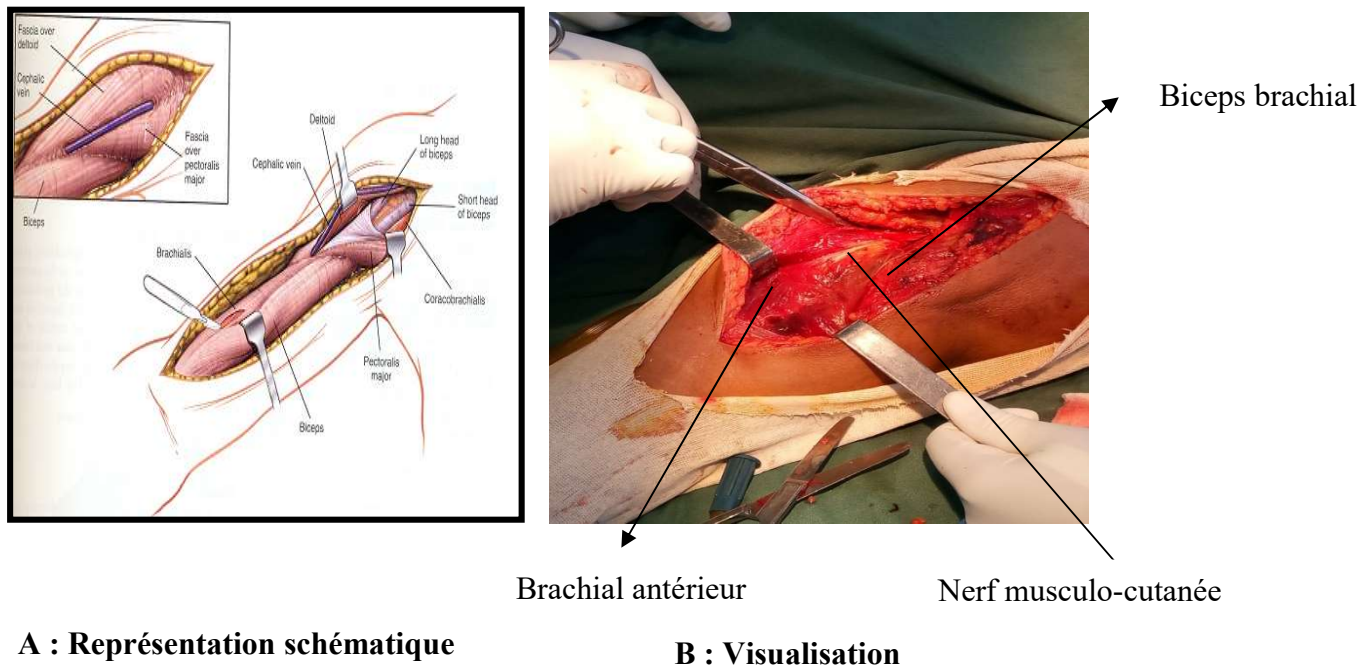 Fascia over
deltoid
Cephalic
vein
Fascia
over
pectoralis
major
Biceps
Deltoid
Cephalic vein
Long head
of biceps
Short head
of biceps
Brachialis
Coracobrachialis
Pectoralis
major
Biceps
Biceps brachial
Brachial antérieur
Nerf musculo-cutanée
A : Représentation schématique
B : Visualisation